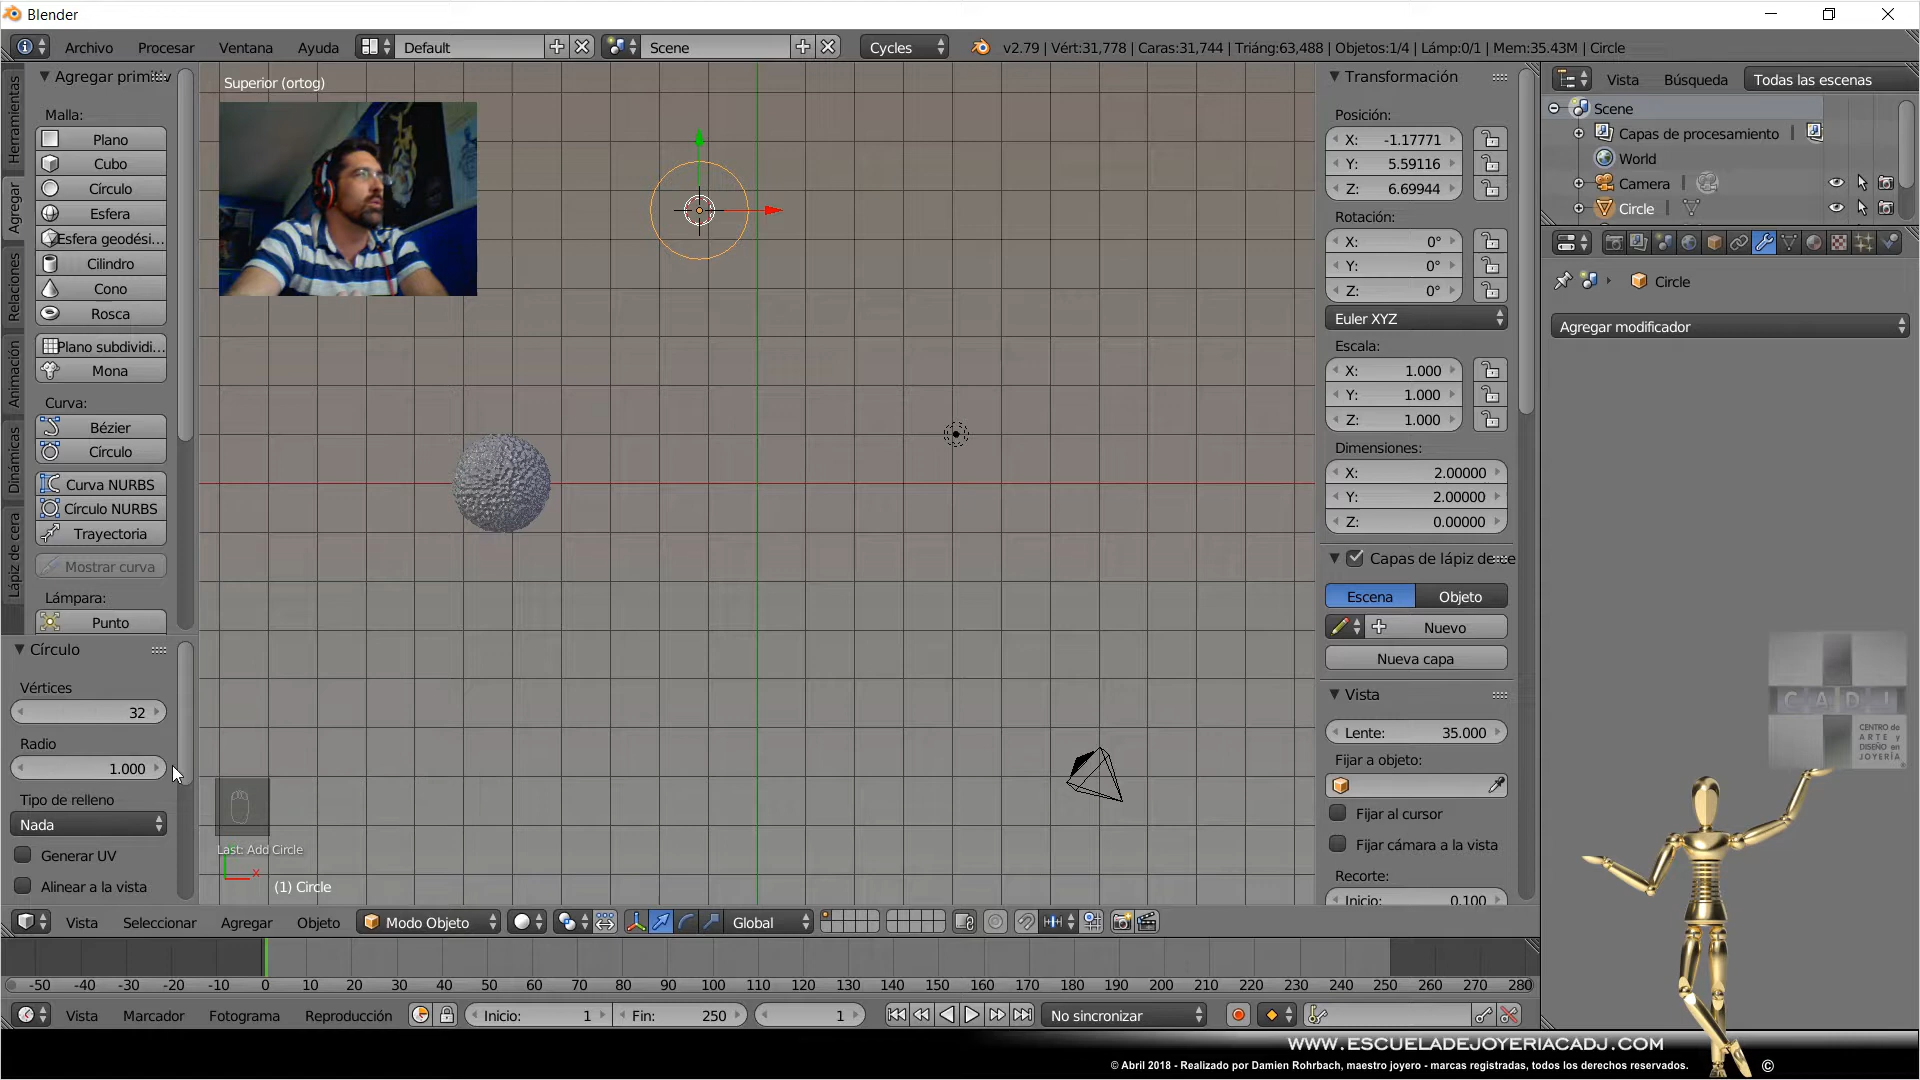 Blender
Archivo Procesar Ventana Ayuda Default Scene Cycles v2.79 | Vért:31,778 | Caras:31,744 | Triáng:63,488 | Objetos:1/4 | Lámp:0/1 | Mem:35.43M | Circle
Herramientas
Agregar
Relaciones
Animación
Dinámicas
Lápiz de cera
Agregar primitiv
Malla:
Plano
Cubo
Círculo
Esfera
Esfera geodési...
Cilindro
Cono
Rosca
Plano subdividi...
Mona
Curva:
Bézier
Círculo
Curva NURBS
Círculo NURBS
Trayectoria
Mostrar curva
Lámpara:
Punto
Círculo
Vértices
32
Radio
1.000
Tipo de relleno
Nada
Generar UV
Alinear a la vista
Superior (ortog)
Last: Add Circle
x
(1) Circle
Transformación
Posición:
X: -1.17771
Y: 5.59116
Z: 6.69944
Rotación:
X: 0°
Y: 0°
Z: 0°
Euler XYZ
Escala:
X: 1.000
Y: 1.000
Z: 1.000
Dimensiones:
X: 2.00000
Y: 2.00000
Z: 0.00000
Capas de lápiz de
Escena Objeto
Nuevo
Nueva capa
Vista
Lente: 35.000
Fijar a objeto:
Fijar al cursor
Fijar cámara a la vista
Recorte:
Inicio: 0.100
Vista Búsqueda Todas las escenas
Scene
Capas de procesamiento |
World
Camera |
Circle |
Circle
Agregar modificador
CADJ
CENTRO de
ARTE y
DISEÑO en
JOYERÍA
Vista Seleccionar Agregar Objeto Modo Objeto Global
-50 -40 -30 -20 -10 0 10 20 30 40 50 60 70 80 90 100 110 120 130 140 150 160 170 180 190 200 210 220 230 240 250 260 270 280
Vista Marcador Fotograma Reproducción Inicio: 1 Fin: 250 1 No sincronizar
WWW.ESCUELADEJOYERIACADJ.COM
© Abril 2018 - Realizado por Damien Rohrbach, maestro joyero - marcas registradas, todos los derechos reservados. ©